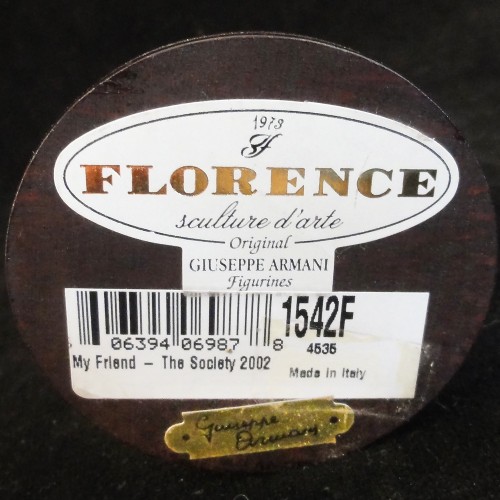 1973
FLORENCE
sculture d'arte
Original
GIUSEPPE ARMANI
Figurines
1542F
06394 06987 8
4535
My Friend – The Society 2002
Made in Italy
Giuseppe
Armani